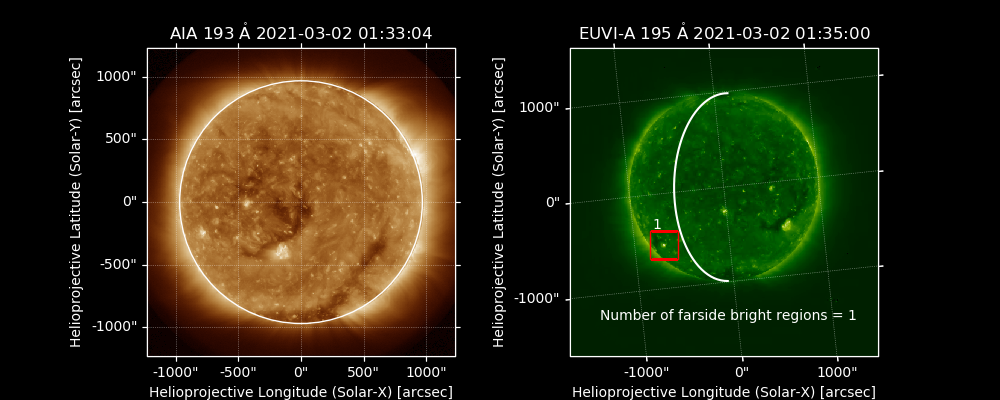 AIA 193 Å 2021-03-02 01:33:04
1000"
500"
0"
-500"
-1000"
-1000"
-500"
0"
500"
1000"
Helioprojective Longitude (Solar-X) [arcsec]
Helioprojective Latitude (Solar-Y) [arcsec]
EUVI-A 195 Å 2021-03-02 01:35:00
1000"
0"
-1000"
-1000"
0"
1000"
Helioprojective Longitude (Solar-X) [arcsec]
Helioprojective Latitude (Solar-Y) [arcsec]
1
Number of farside bright regions = 1